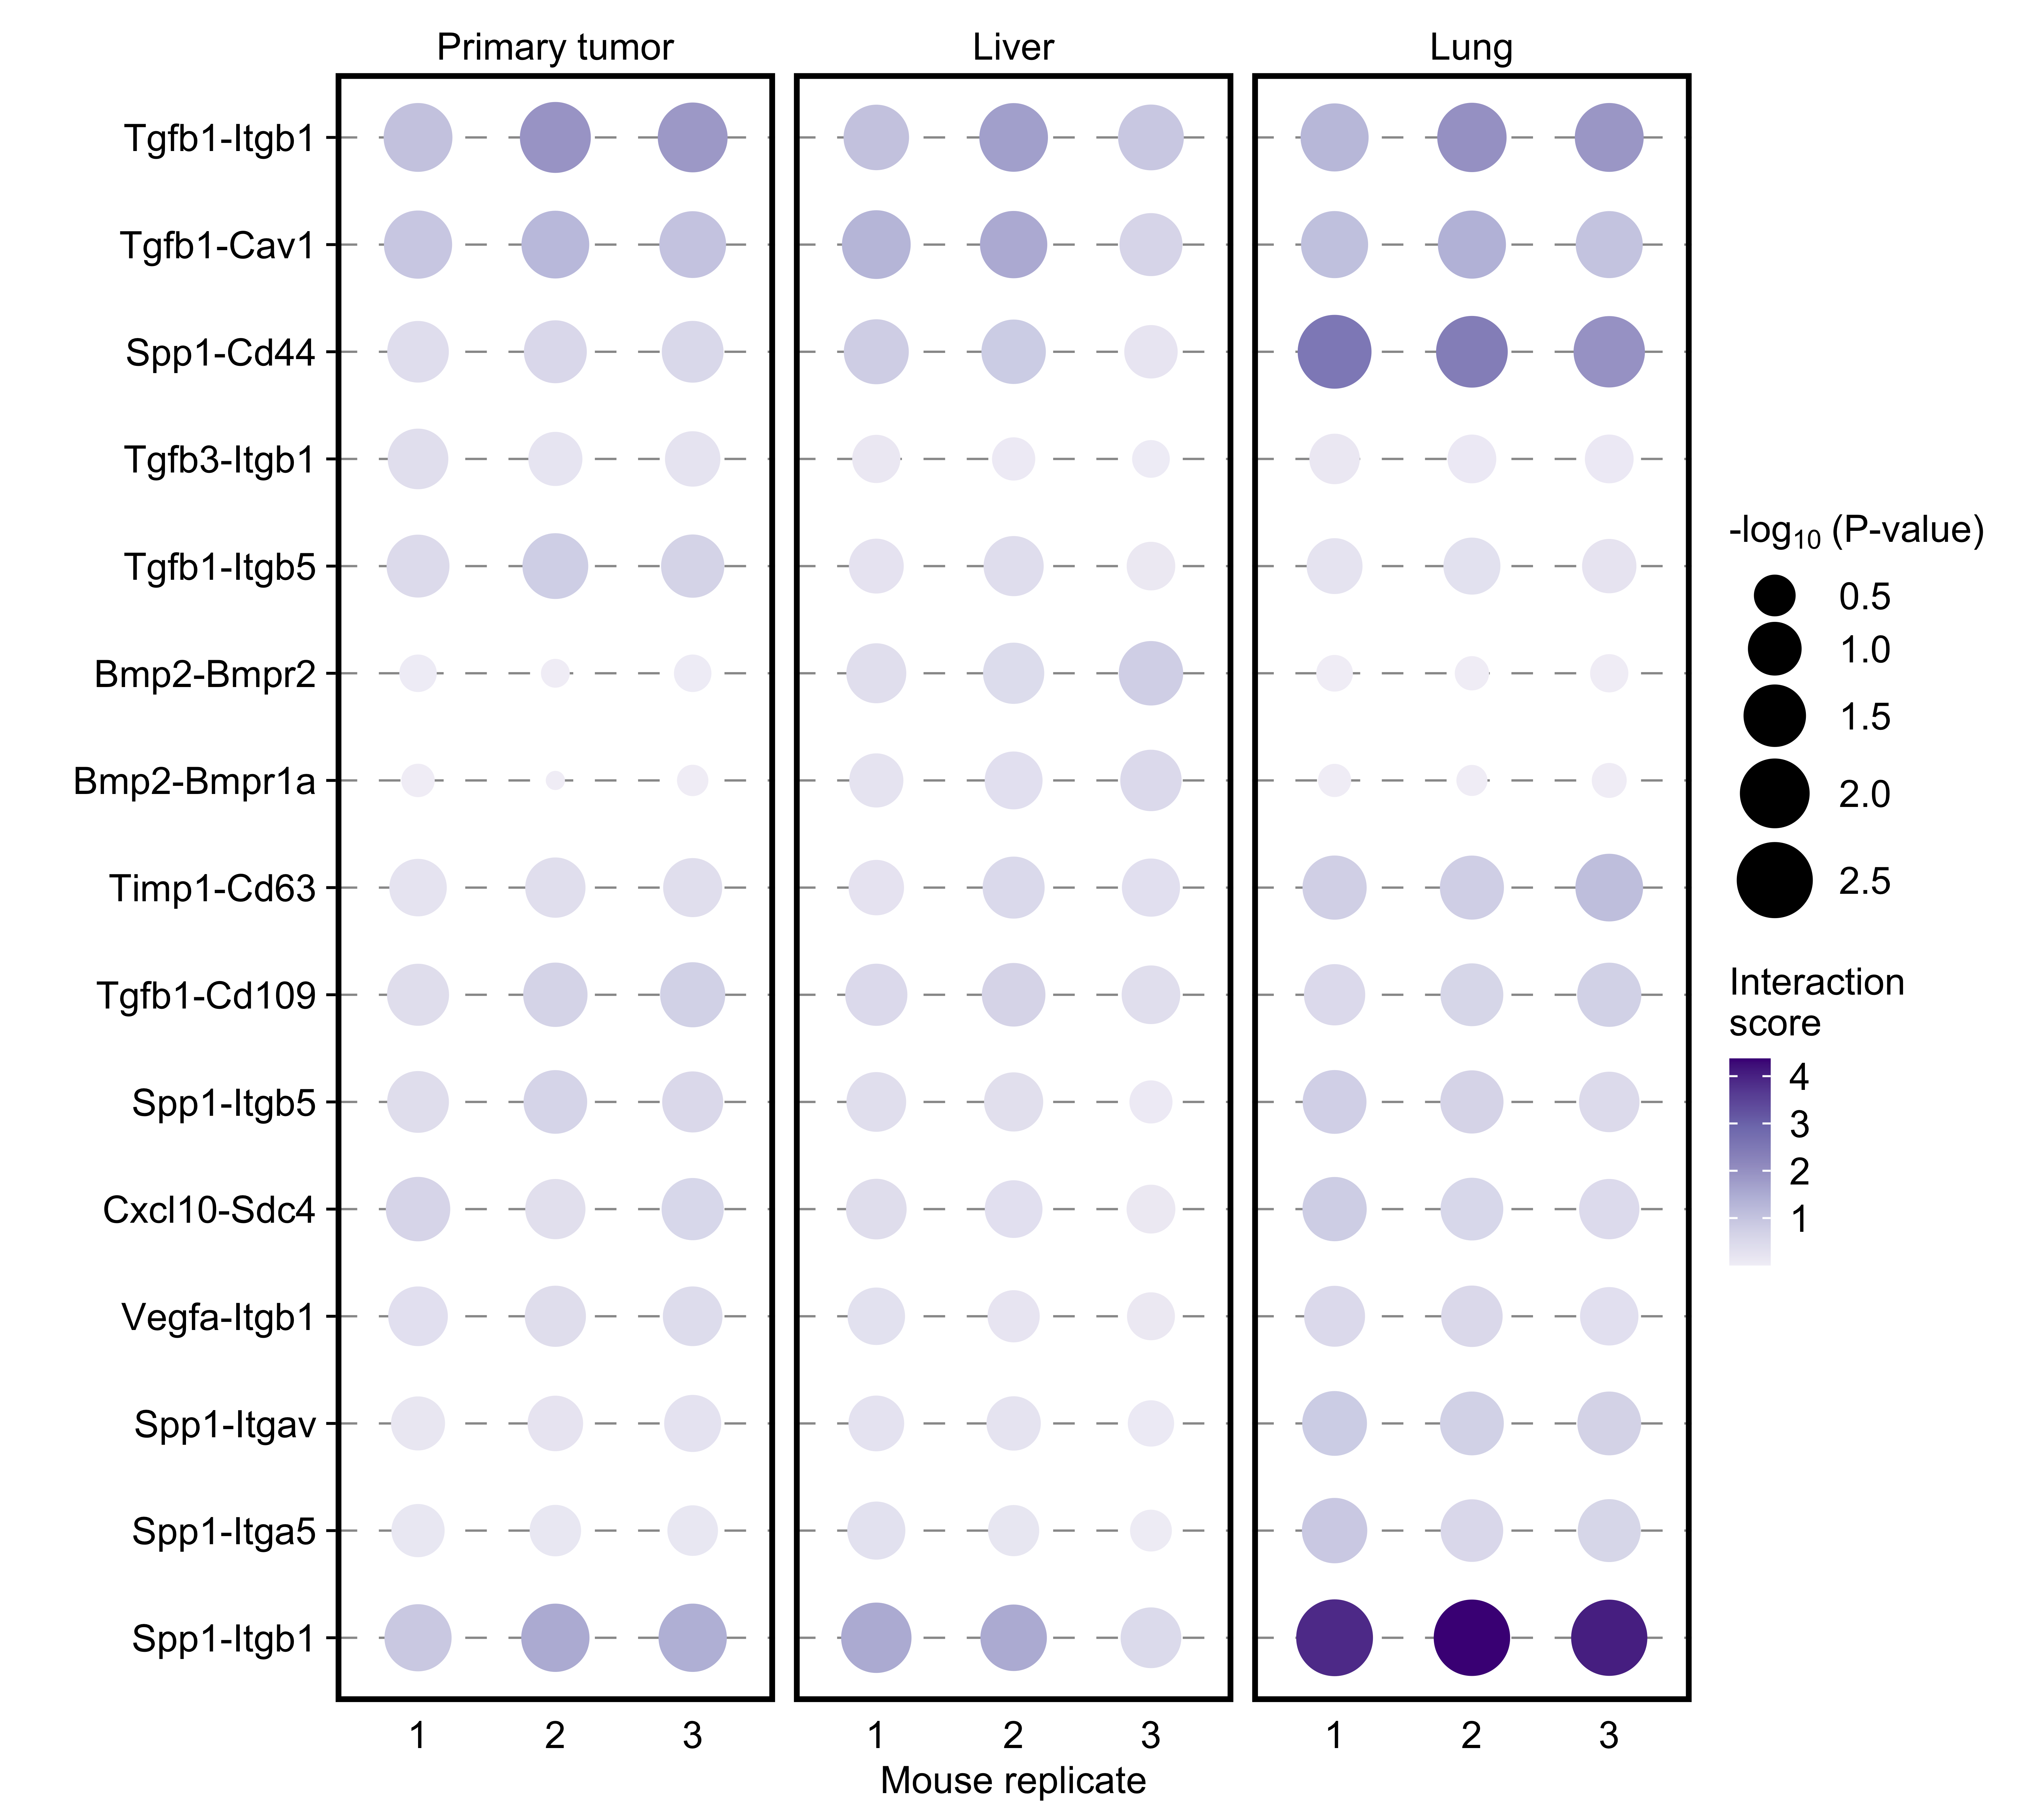 Primary tumor
Liver
Lung
Tgfb1-Itgb1
Tgfb1-Cav1
Spp1-Cd44
Tgfb3-Itgb1
Tgfb1-Itgb5
Bmp2-Bmpr2
Bmp2-Bmpr1a
Timp1-Cd63
Tgfb1-Cd109
Spp1-Itgb5
Cxcl10-Sdc4
Vegfa-Itgb1
Spp1-Itgav
Spp1-Itga5
Spp1-Itgb1
1 2 3
1 2 3
1 2 3
Mouse replicate
-log10 (P-value)
0.5
1.0
1.5
2.0
2.5
Interaction
score
4
3
2
1